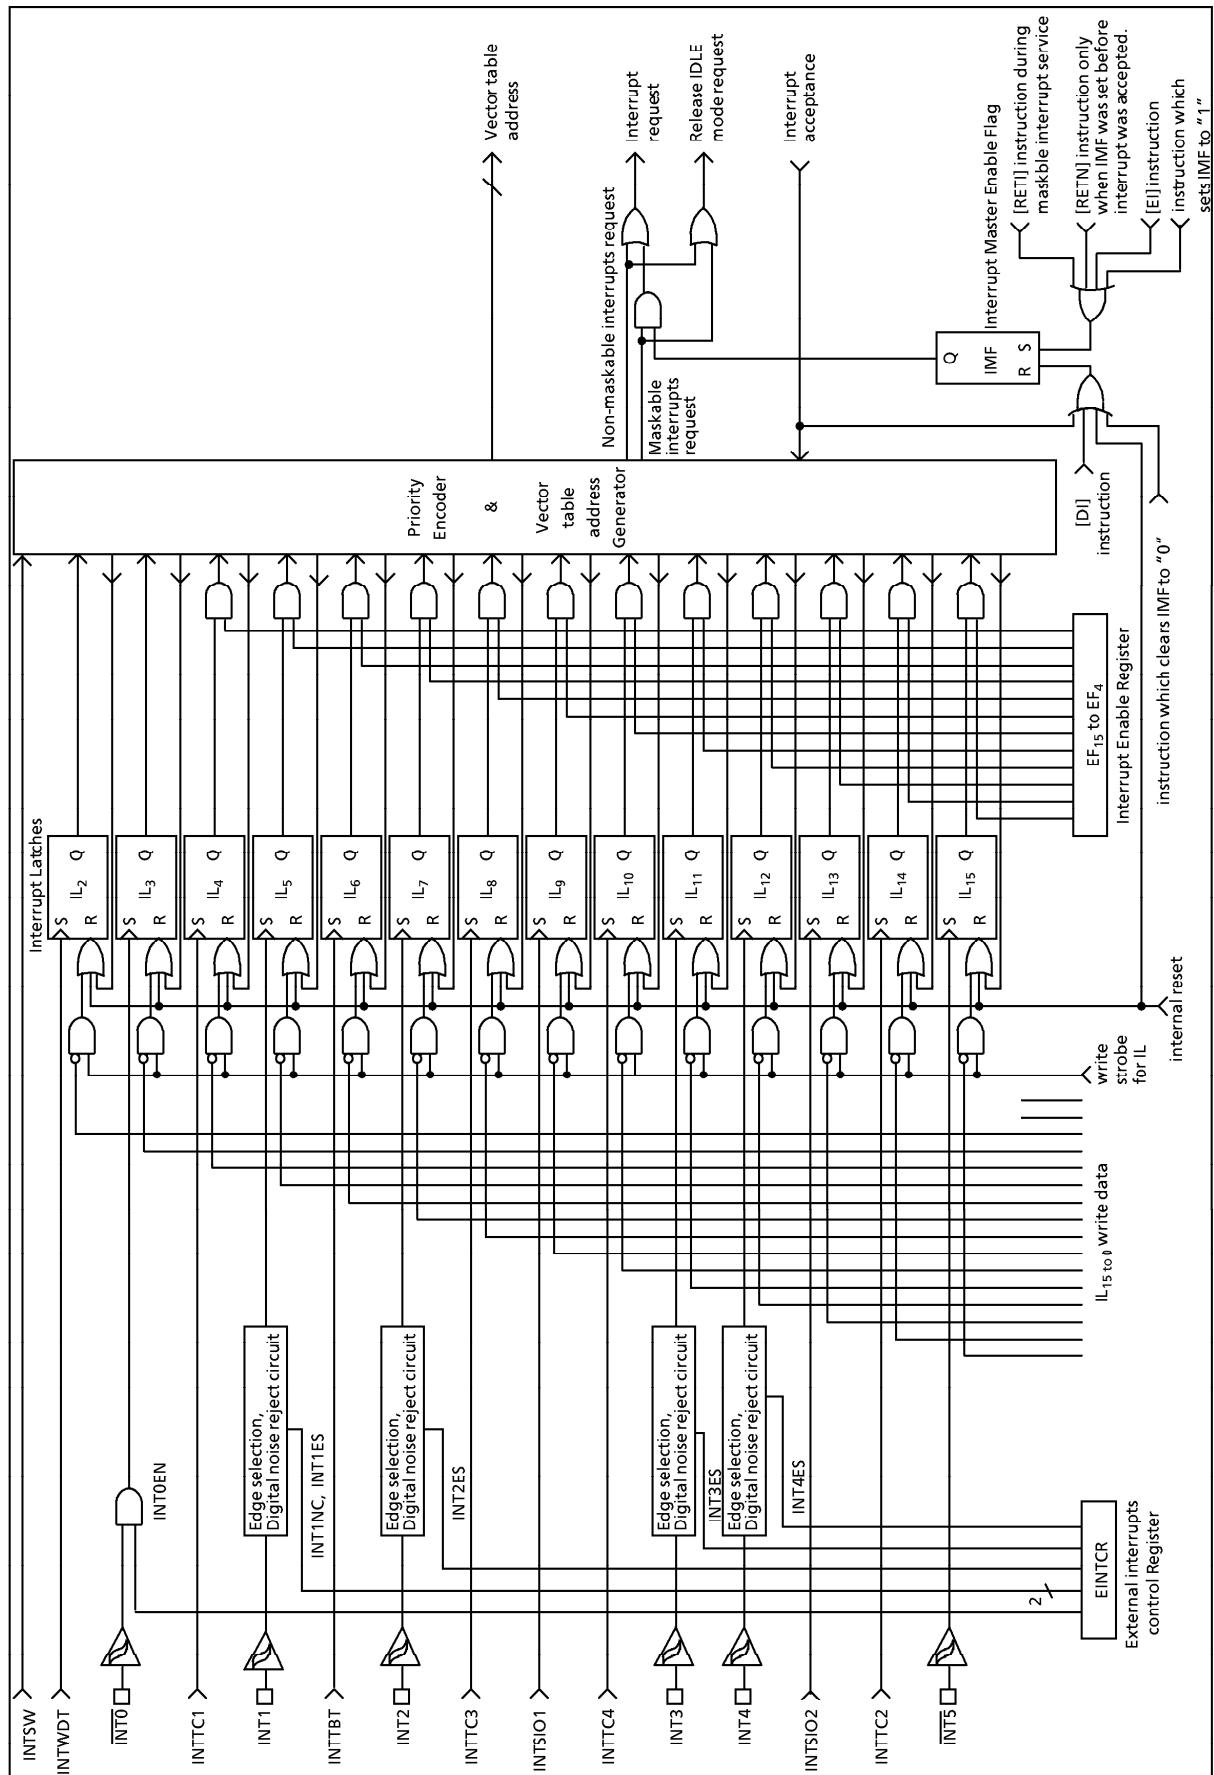 INTSW
INTWDT
INT0
INTTC1
INT1
INTTBT
INT2
INTTC3
INTSIO1
INTTC4
INT3
INT4
INTSIO2
INTTC2
INT5
INT0EN
Edge selection,
Digital noise reject circuit
INT1NC, INT1ES
Edge selection,
Digital noise reject circuit
INT2ES
Edge selection,
Digital noise reject circuit
INT3ES
Edge selection,
Digital noise reject circuit
INT4ES
2
EINTCR
External interrupts
control Register
IL15 to 0 write data
write
strobe
for IL
internal reset
Interrupt Latches
S
R
IL2
Q
S
R
IL3
Q
S
R
IL4
Q
S
R
IL5
Q
S
R
IL6
Q
S
R
IL7
Q
S
R
IL8
Q
S
R
IL9
Q
S
R
IL10
Q
S
R
IL11
Q
S
R
IL12
Q
S
R
IL13
Q
S
R
IL14
Q
S
R
IL15
Q
EF15 to EF4
Interrupt Enable Register
instruction which clears IMF to "0"
Priority
Encoder
&
Vector
table
address
Generator
[DI]
instruction
Vector table
address
Non-maskable interrupts request
Maskable
interrupts
request
Interrupt
request
Release IDLE
mode request
Interrupt
acceptance
Interrupt Master Enable Flag
Q
IMF
R
S
[RETI] instruction during
maskble interrupt service
[RETN] instruction only
when IMF was set before
interrupt was accepted.
[EI] instruction
instruction which
sets IMF to "1"